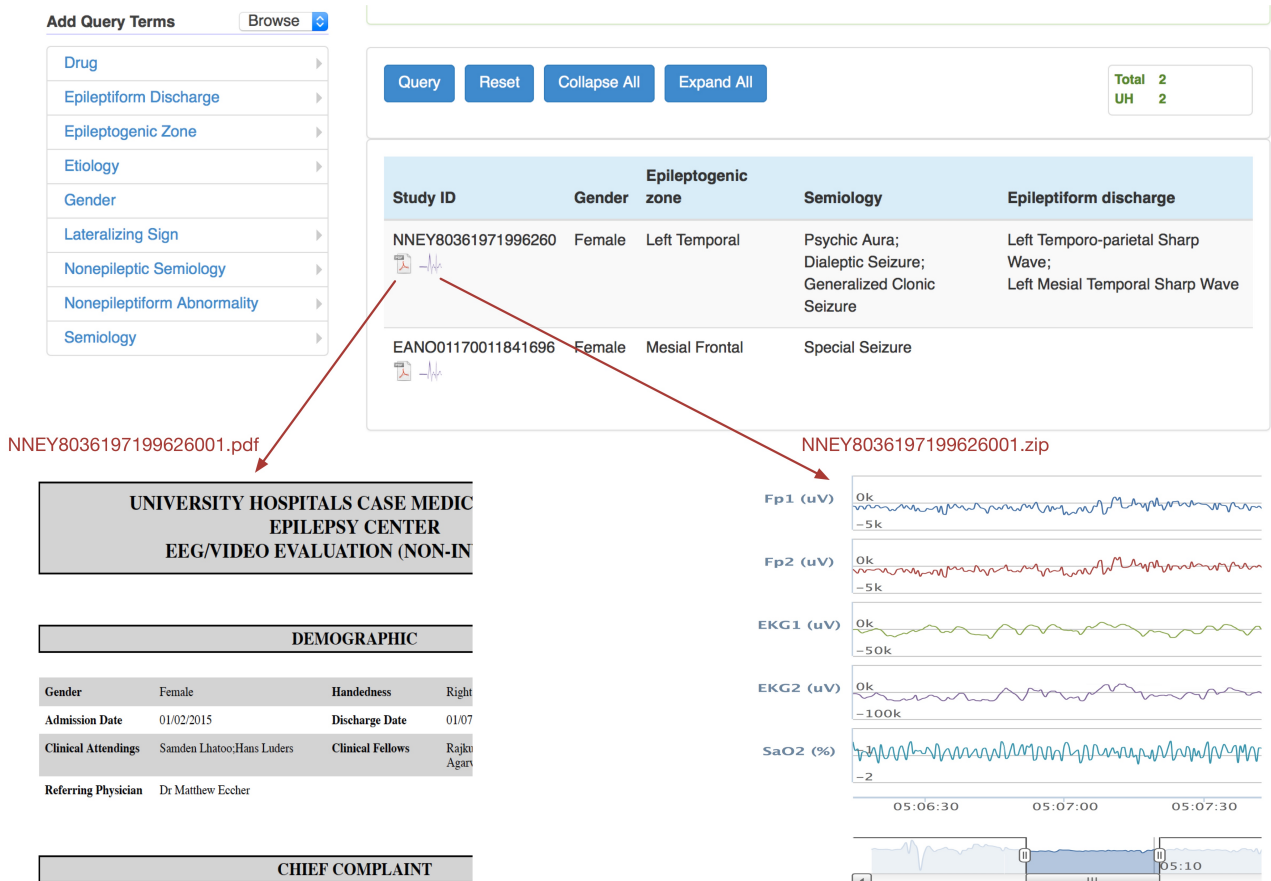 Add Query Terms
Browse
Drug
Epileptiform Discharge
Epileptogenic Zone
Etiology
Gender
Lateralizing Sign
Nonepileptic Semiology
Nonepileptiform Abnormality
Semiology
Query Reset Collapse All Expand All
Total 2
UH 2
Study ID Gender Epileptogenic zone Semiology Epileptiform discharge
NNEY80361971996260 Female Left Temporal Psychic Aura; Left Temporo-parietal Sharp
Dialeptic Seizure; Wave;
Generalized Clonic Left Mesial Temporal Sharp Wave
Seizure
EANO01170011841696 Female Mesial Frontal Special Seizure
NNEY8036197199626001.pdf
UNIVERSITY HOSPITALS CASE MEDIC
EPILEPSY CENTER
EEG/VIDEO EVALUATION (NON-IN
DEMOGRAPHIC
Gender Female Handedness Right
Admission Date 01/02/2015 Discharge Date 01/07
Clinical Attendings Samden Lhatoo;Hans Luders Clinical Fellows Rajku
Agarw
Referring Physician Dr Matthew Eccher
CHIEF COMPLAINT
NNEY8036197199626001.zip
Fp1 (uV) 0k
-5k
Fp2 (uV) 0k
-5k
EKG1 (uV) 0k
-50k
EKG2 (uV) 0k
-100k
SaO2 (%) -1
-2
05:06:30 05:07:00 05:07:30
05:10